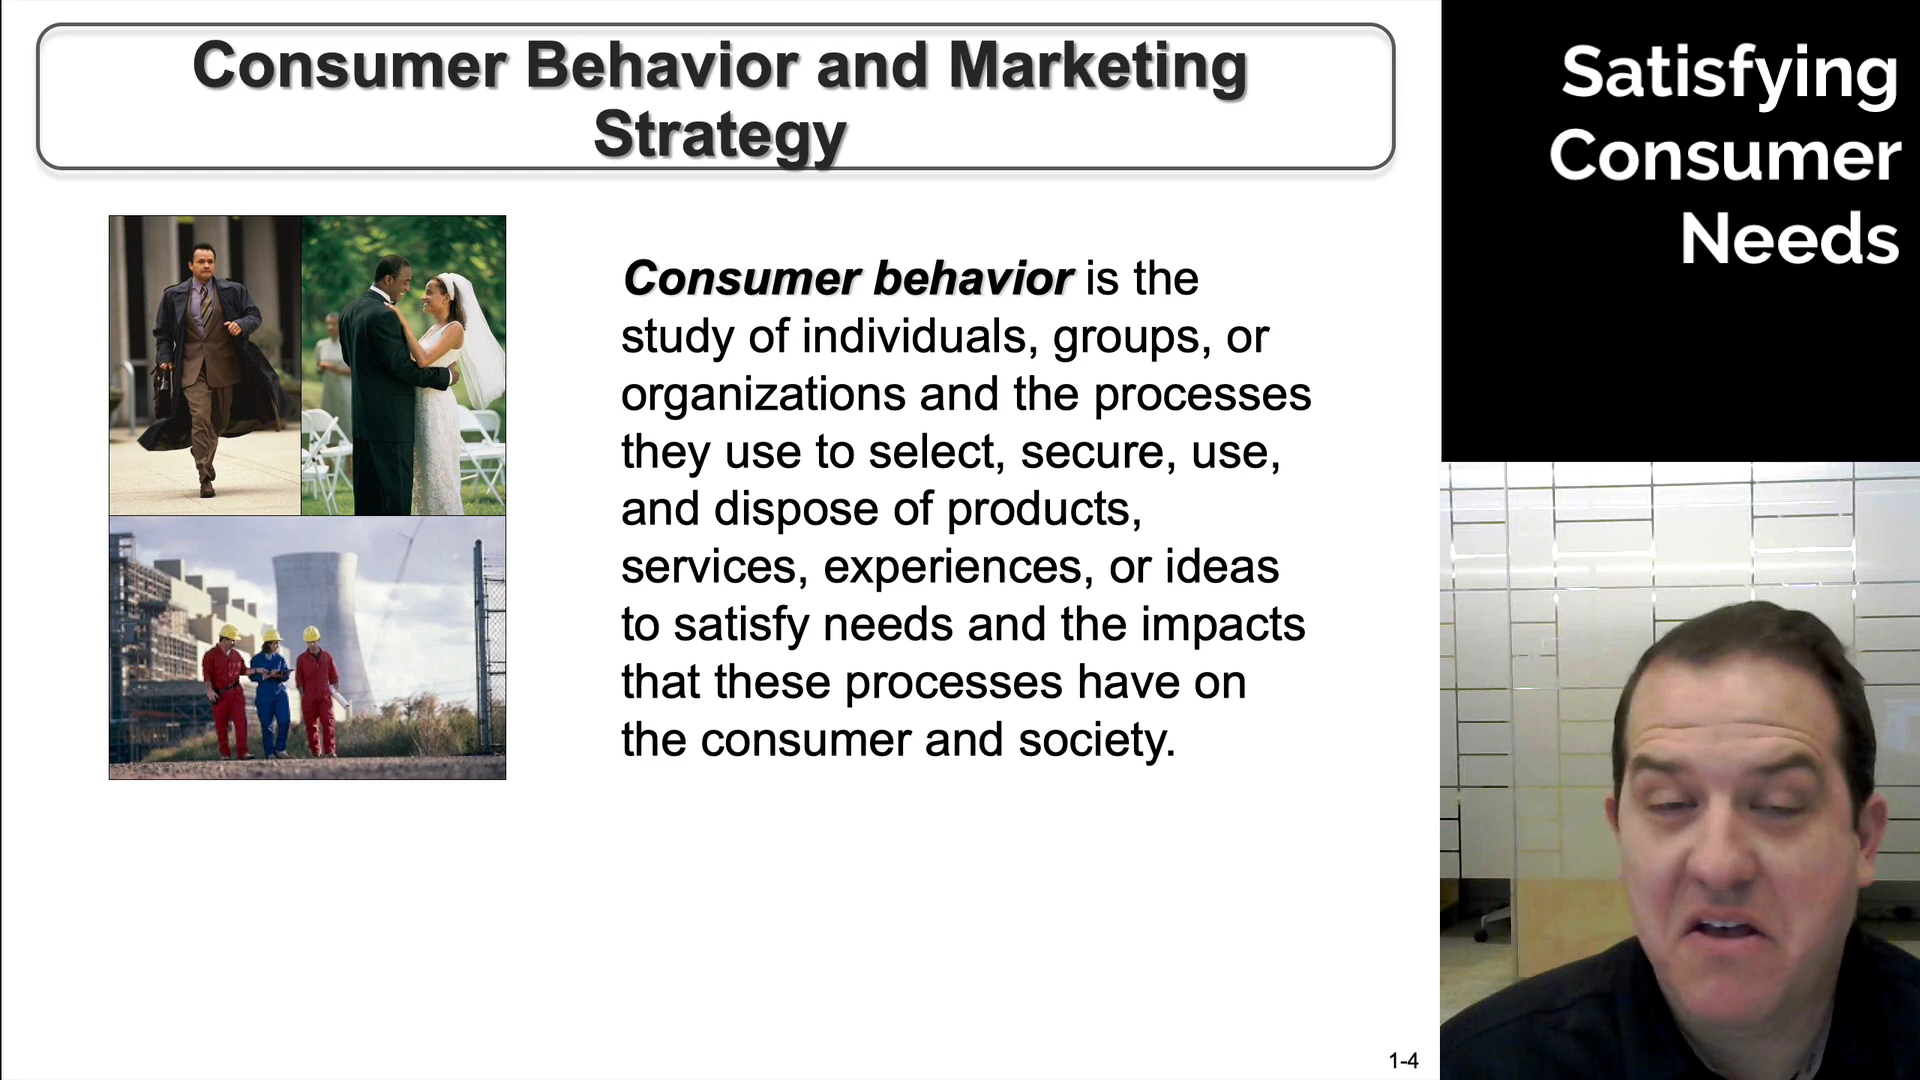 Consumer Behavior and Marketing
Strategy
Consumer behavior is the
study of individuals, groups, or
organizations and the processes
they use to select, secure, use,
and dispose of products,
services, experiences, or ideas
to satisfy needs and the impacts
that these processes have on
the consumer and society.
1-4
Satisfying
Consumer
Needs